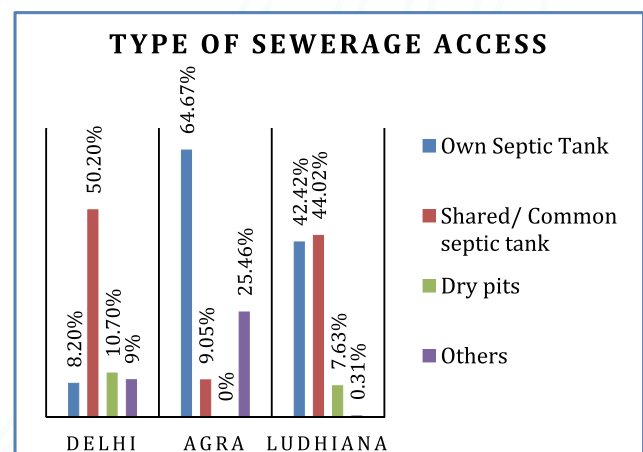 TYPE OF SEWERAGE ACCESS
8.20%
50.20%
10.70%
9%
64.67%
9.05%
0%
25.46%
42.42%
44.02%
7.63%
0.31%
DELHI
AGRA
LUDHIANA
Own Septic Tank
Shared/ Common
septic tank
Dry pits
Others